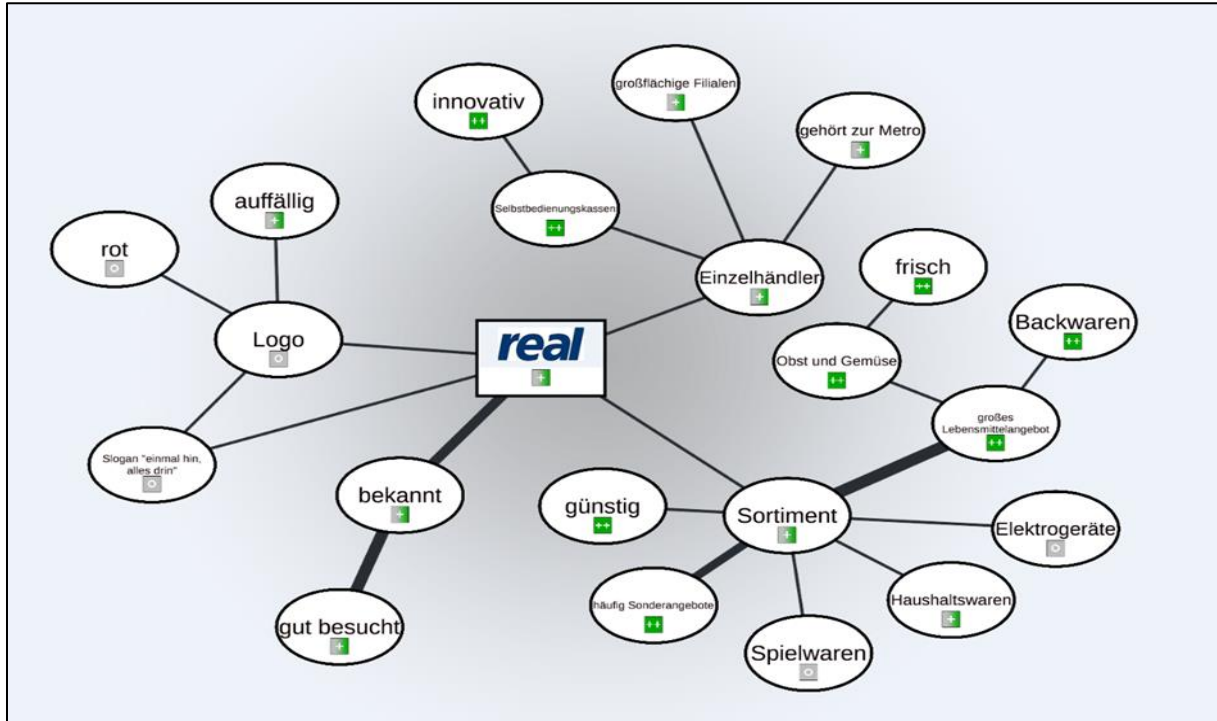 großflächige Filialen
+
innovativ
++
gehört zur Metro
+
auffällig
+
Selbstbedienungskassen
++
rot
Einzelhändler
+
frisch
++
Backwaren
++
Logo
real
+
Obst und Gemüse
++
großes
Lebensmittelangebot
++
Slogan "einmal hin,
alles drin"
bekannt
+
günstig
++
Sortiment
+
Elektrogeräte
häufig Sonderangebote
++
Haushaltswaren
+
gut besucht
+
Spielwaren